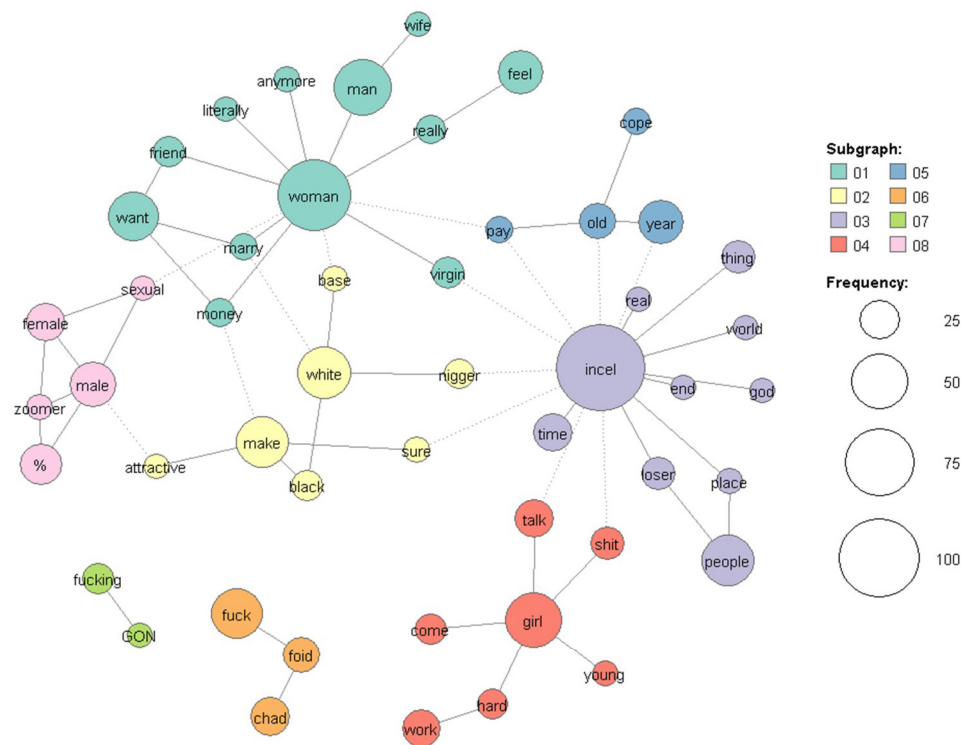 wife
man
feel
anymore
literally
really
cope
friend
woman
Subgraph:
01 05
02 06
03 07
04 08
want
pay
old
year
marry
thing
base
virgin
sexual
real
Frequency:
money
female
world
25
white
nigger
incel
50
male
end
god
zoomer
time
make
sure
75
%
attractive
black
loser
place
talk
shit
people
100
fucking
fuck
girl
GON
foid
come
young
chad
hard
work